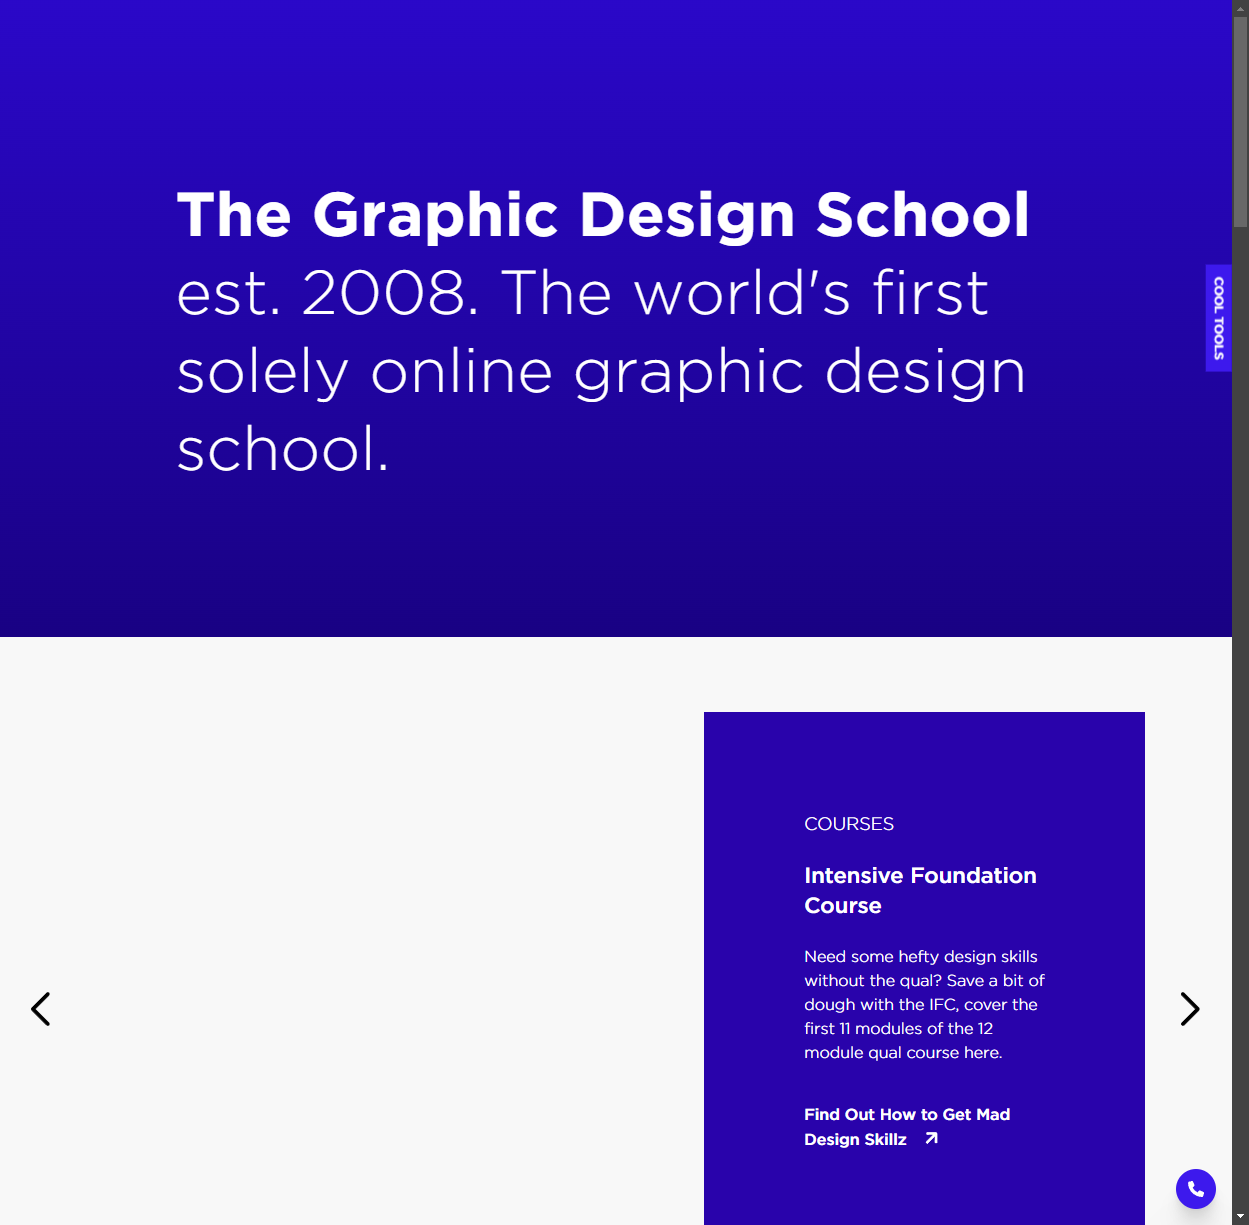 The Graphic Design School
est. 2008. The world's first
solely online graphic design
school.
COOL TOOLS
COURSES
Intensive Foundation
Course
Need some hefty design skills
without the qual? Save a bit of
dough with the IFC, cover the
first 11 modules of the 12
module qual course here.
Find Out How to Get Mad
Design Skillz